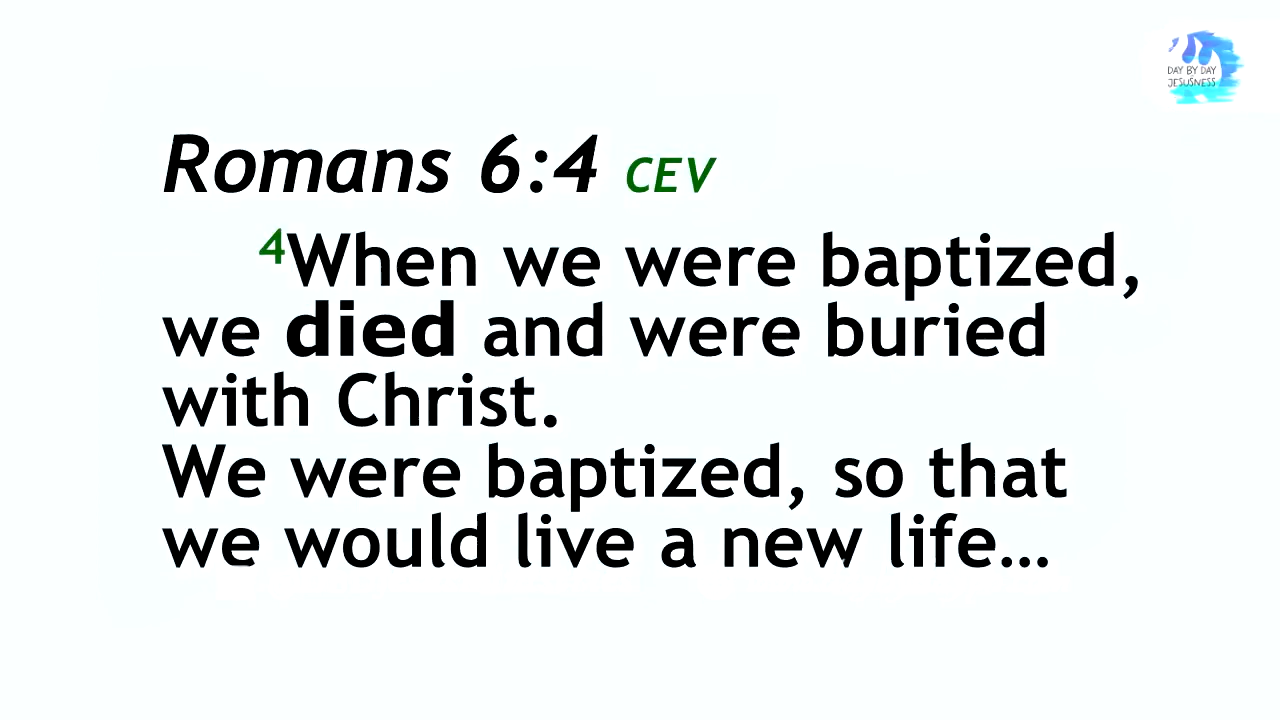 DAY BY DAY
JESUSNESS
Romans 6:4 CEV
4When we were baptized,
we died and were buried
with Christ.
We were baptized, so that
we would live a new life…